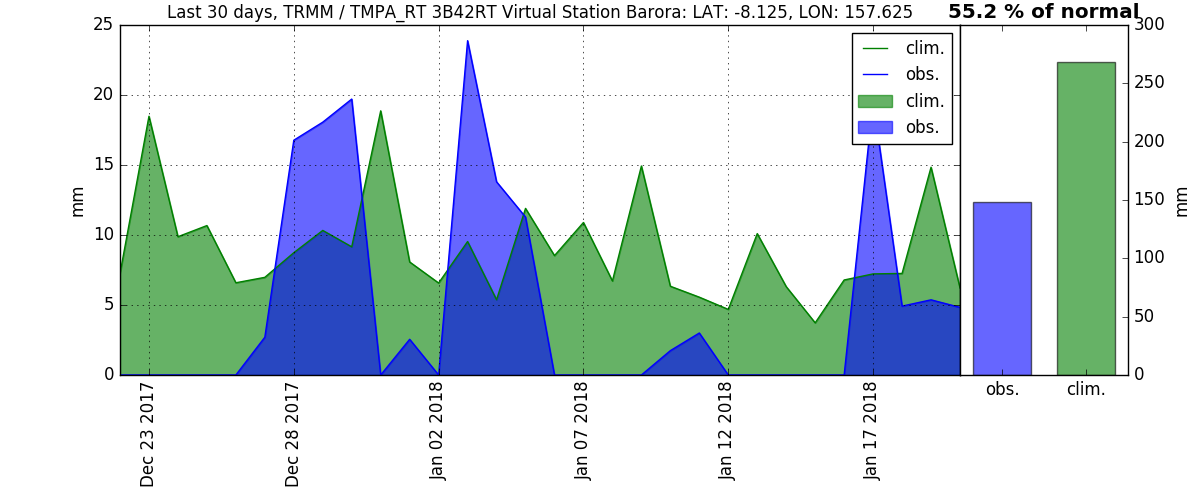 Last 30 days, TRMM / TMPA_RT 3B42RT Virtual Station Barora: LAT: -8.125, LON: 157.625
55.2 % of normal
25
20
15
10
5
0
mm
clim.
obs.
clim.
obs.
300
250
200
150
100
50
0
mm
obs.
clim.
Dec 23 2017
Dec 28 2017
Jan 02 2018
Jan 07 2018
Jan 12 2018
Jan 17 2018